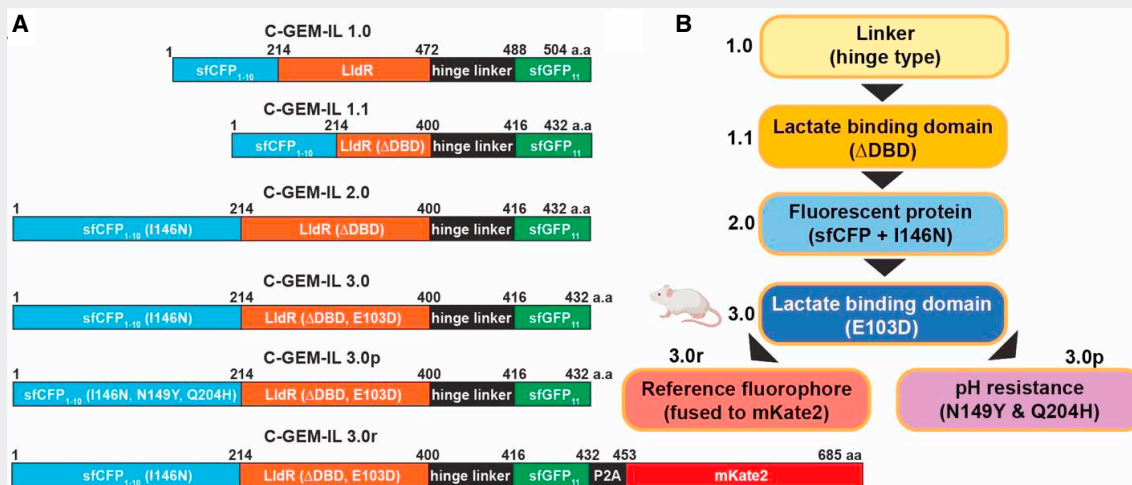 A
C-GEM-IL 1.0
1 214 472 488 504 a.a
sfCFP₁₋₁₀ LldR hinge linker sfGFP₁₁
C-GEM-IL 1.1
1 214 400 416 432 a.a
sfCFP₁₋₁₀ LldR (ΔDBD) hinge linker sfGFP₁₁
C-GEM-IL 2.0
1 214 400 416 432 a.a
sfCFP₁₋₁₀ (I146N) LldR (ΔDBD) hinge linker sfGFP₁₁
C-GEM-IL 3.0
1 214 400 416 432 a.a
sfCFP₁₋₁₀ (I146N) LldR (ΔDBD, E103D) hinge linker sfGFP₁₁
C-GEM-IL 3.0p
1 214 400 416 432 a.a
sfCFP₁₋₁₀ (I146N, N149Y, Q204H) LldR (ΔDBD, E103D) hinge linker sfGFP₁₁
C-GEM-IL 3.0r
1 214 400 416 432 453 685 aa
sfCFP₁₋₁₀ (I146N) LldR (ΔDBD, E103D) hinge linker sfGFP₁₁ P2A mKate2
B
1.0
Linker
(hinge type)
1.1
Lactate binding domain
(ΔDBD)
2.0
Fluorescent protein
(sfCFP + I146N)
3.0
Lactate binding domain
(E103D)
3.0r
Reference fluorophore
(fused to mKate2)
3.0p
pH resistance
(N149Y & Q204H)